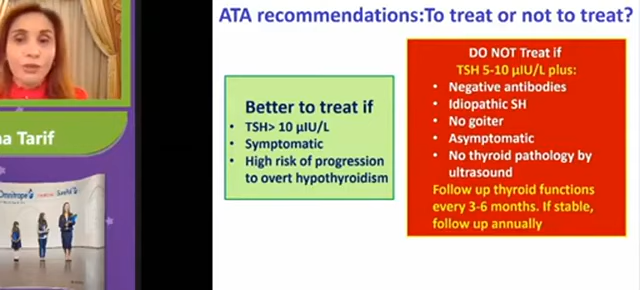 ATA recommendations:To treat or not to treat?
Better to treat if
• TSH> 10 µIU/L
• Symptomatic
• High risk of progression
to overt hypothyroidism
DO NOT Treat if
TSH 5-10 µIU/L plus:
• Negative antibodies
• Idiopathic SH
• No goiter
• Asymptomatic
• No thyroid pathology by
ultrasound
Follow up thyroid functions
every 3-6 months. If stable,
follow up annually
a Tarif
Omnitrope